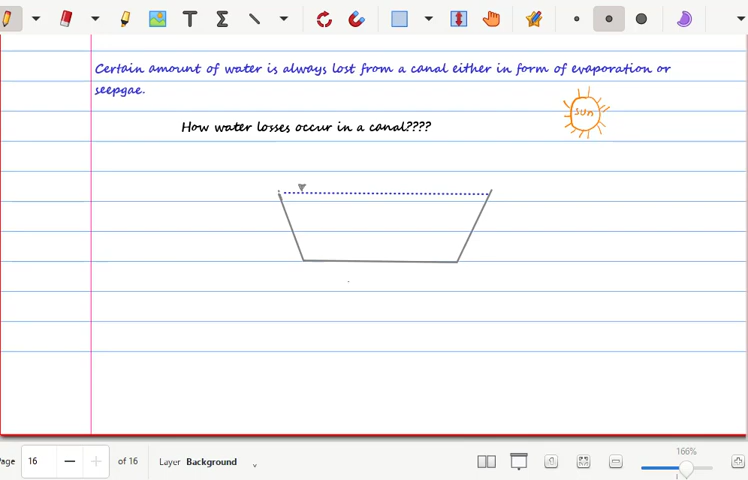 Certain amount of water is always lost from a canal either in form of evaporation or
seepgae.
sun
How water losses occur in a canal????
Page 16 of 16 Layer Background 166%